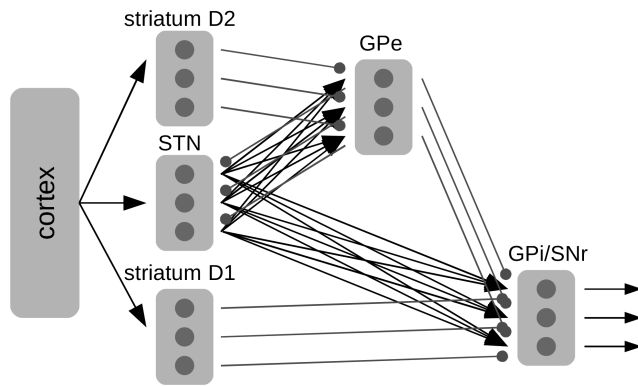 striatum D2
GPe
STN
cortex
GPi/SNr
striatum D1